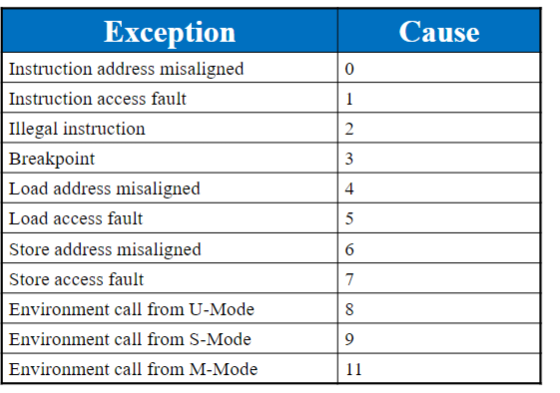 Exception Cause
Instruction address misaligned 0
Instruction access fault 1
Illegal instruction 2
Breakpoint 3
Load address misaligned 4
Load access fault 5
Store address misaligned 6
Store access fault 7
Environment call from U-Mode 8
Environment call from S-Mode 9
Environment call from M-Mode 11